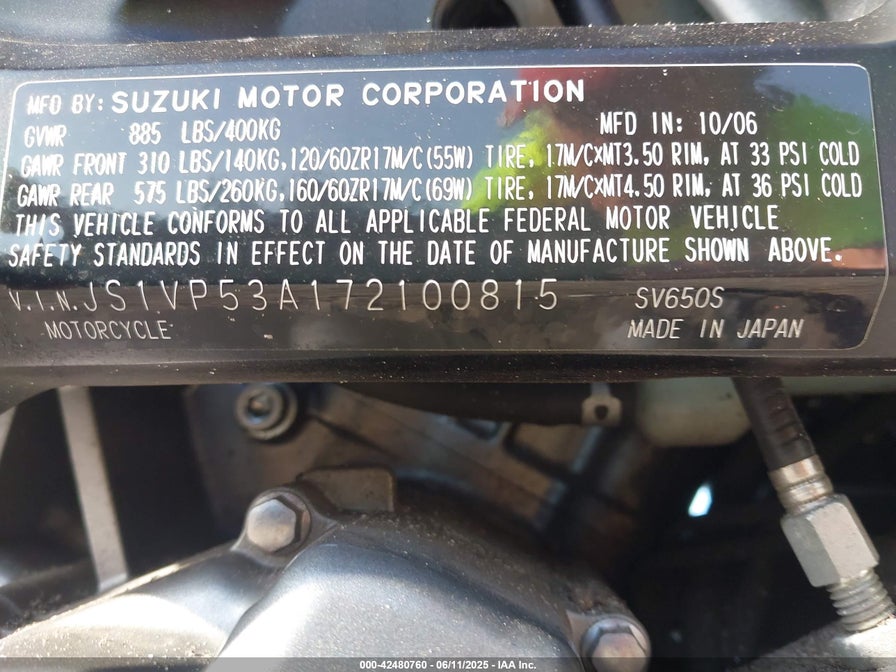 MFD BY: SUZUKI MOTOR CORPORATION
GVWR 885 LBS/400KG MFD IN: 10/06
GAWR FRONT 310 LBS/140KG, 120/60ZR17M/C(55W) TIRE, 17M/C×MT3.50 RIM, AT 33 PSI COLD
GAWR REAR 575 LBS/260KG, 160/60ZR17M/C(69W) TIRE, 17M/C×MT4.50 RIM, AT 36 PSI COLD
THIS VEHICLE CONFORMS TO ALL APPLICABLE FEDERAL MOTOR VEHICLE
SAFETY STANDARDS IN EFFECT ON THE DATE OF MANUFACTURE SHOWN ABOVE.
V.I.N.JS1VP53A172100815 SV650S
MOTORCYCLE MADE IN JAPAN
000-42480760 - 06/11/2025 - IAA Inc.